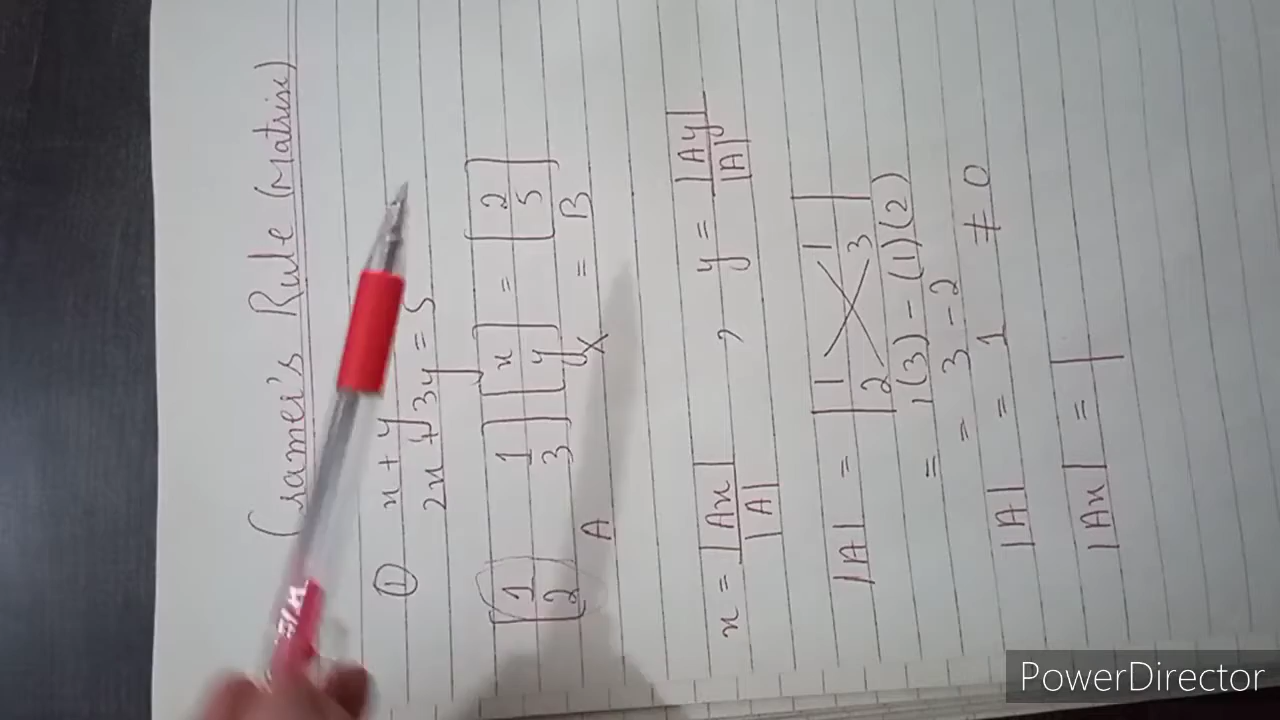 Cramer's Rule (Matrix)
① x + y
2x + 3y = 5
[1 1] [x] = [2]
[2 3] [y] [5]
A X = B
x = |Ax| / |A| , y = |Ay| / |A|
|A| = |1 1|
|2 3|
= 1(3) - (1)(2)
= 3 - 2
|A| = 1 ≠ 0
|Ax| = | |
PowerDirector